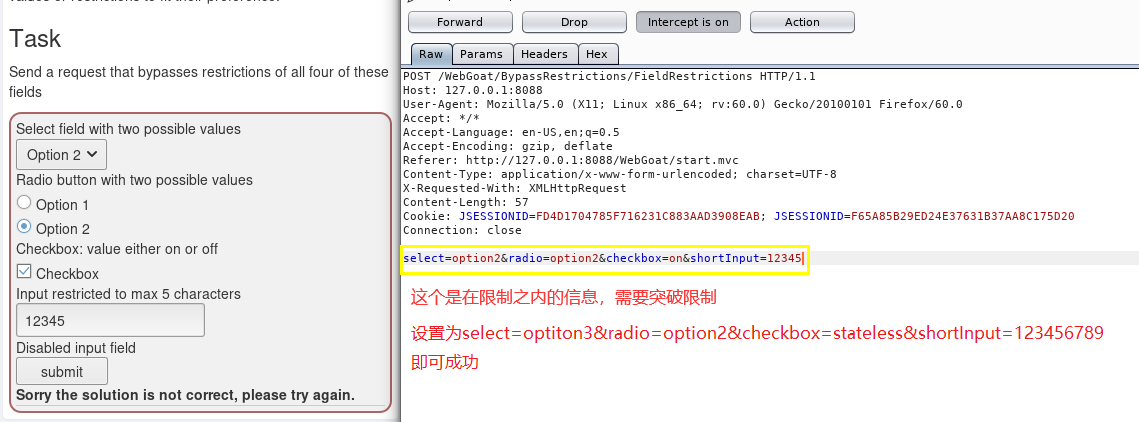 Task
Send a request that bypasses restrictions of all four of these
fields
Select field with two possible values
Option 2
Radio button with two possible values
Option 1
Option 2
Checkbox: value either on or off
Checkbox
Input restricted to max 5 characters
12345
Disabled input field
submit
Sorry the solution is not correct, please try again.
Forward Drop Intercept is on Action
Raw Params Headers Hex
POST /WebGoat/BypassRestrictions/FieldRestrictions HTTP/1.1
Host: 127.0.0.1:8088
User-Agent: Mozilla/5.0 (X11; Linux x86_64; rv:60.0) Gecko/20100101 Firefox/60.0
Accept: */*
Accept-Language: en-US,en;q=0.5
Accept-Encoding: gzip, deflate
Referer: http://127.0.0.1:8088/WebGoat/start.mvc
Content-Type: application/x-www-form-urlencoded; charset=UTF-8
X-Requested-With: XMLHttpRequest
Content-Length: 57
Cookie: JSESSIONID=FD4D1704785F716231C883AAD3908EAB; JSESSIONID=F65A85B29ED24E37631B37AA8C175D20
Connection: close
select=option2&radio=option2&checkbox=on&shortInput=12345
这个是在限制之内的信息，需要突破限制
设置为select=optiton3&radio=option2&checkbox=stateless&shortInput=123456789
即可成功